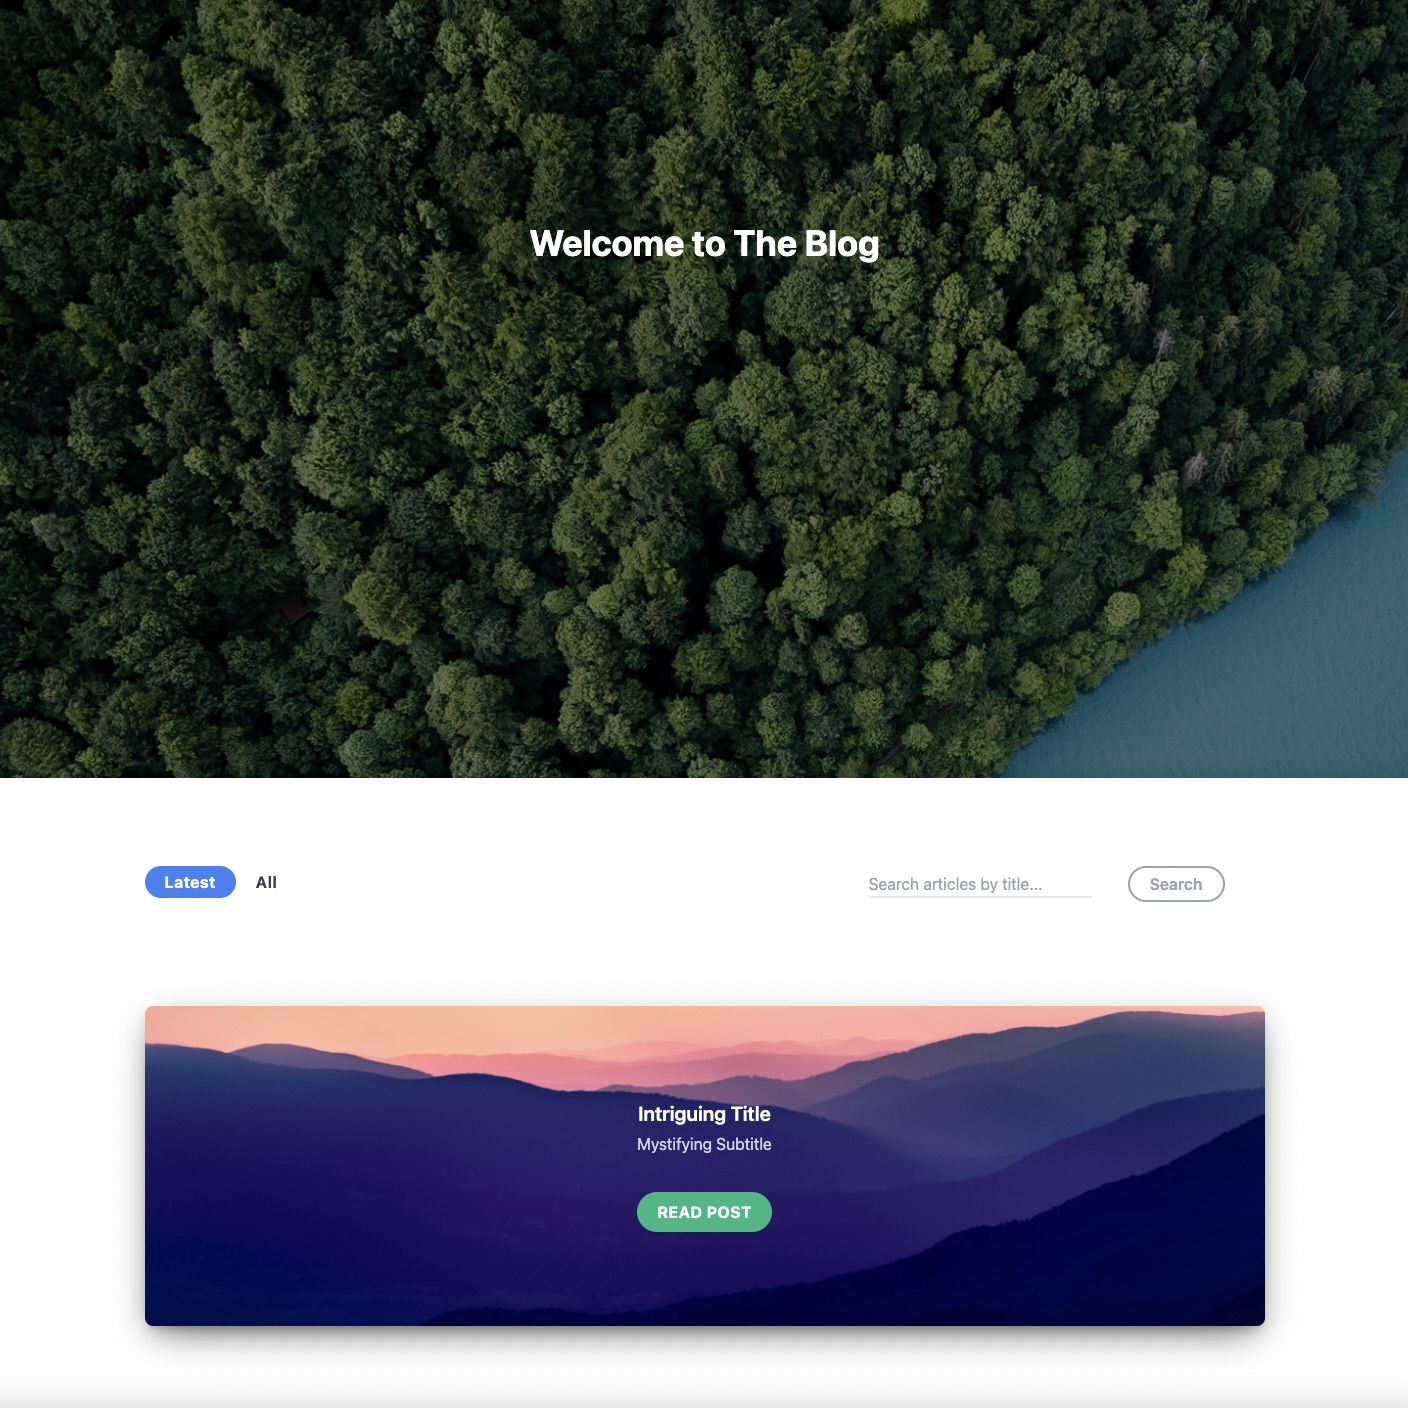 Welcome to The Blog
Latest
All
Search articles by title...
Search
Intriguing Title
Mystifying Subtitle
READ POST